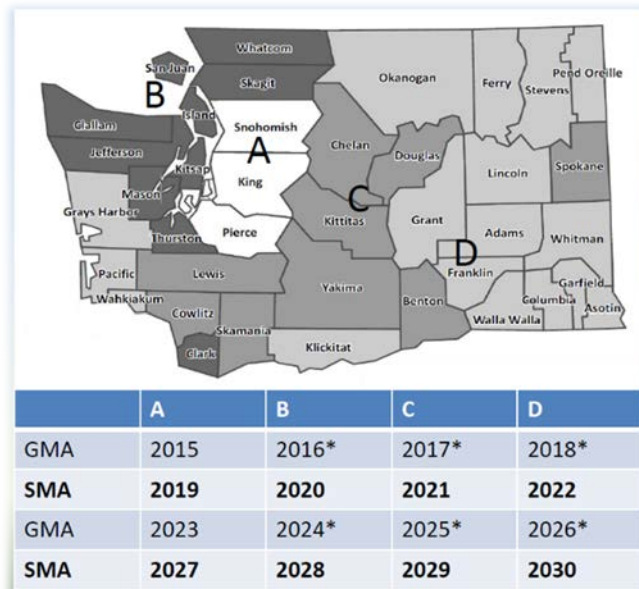 Whatcom
San Juan
Skagit
B
Island
Okanogan
Ferry
Stevens
Pend Oreille
Clallam
Snohomish
Jefferson
A
Chelan
Douglas
Kitsap
Lincoln
Spokane
Mason
King
C
Grays Harbor
Kittitas
Grant
Adams
Whitman
Thurston
Pierce
D
Pacific
Lewis
Franklin
Garfield
Wahkiakum
Yakima
Columbia
Asotin
Cowlitz
Benton
Walla Walla
Skamania
Clark
Klickitat
A B C D
GMA 2015 2016* 2017* 2018*
SMA 2019 2020 2021 2022
GMA 2023 2024* 2025* 2026*
SMA 2027 2028 2029 2030